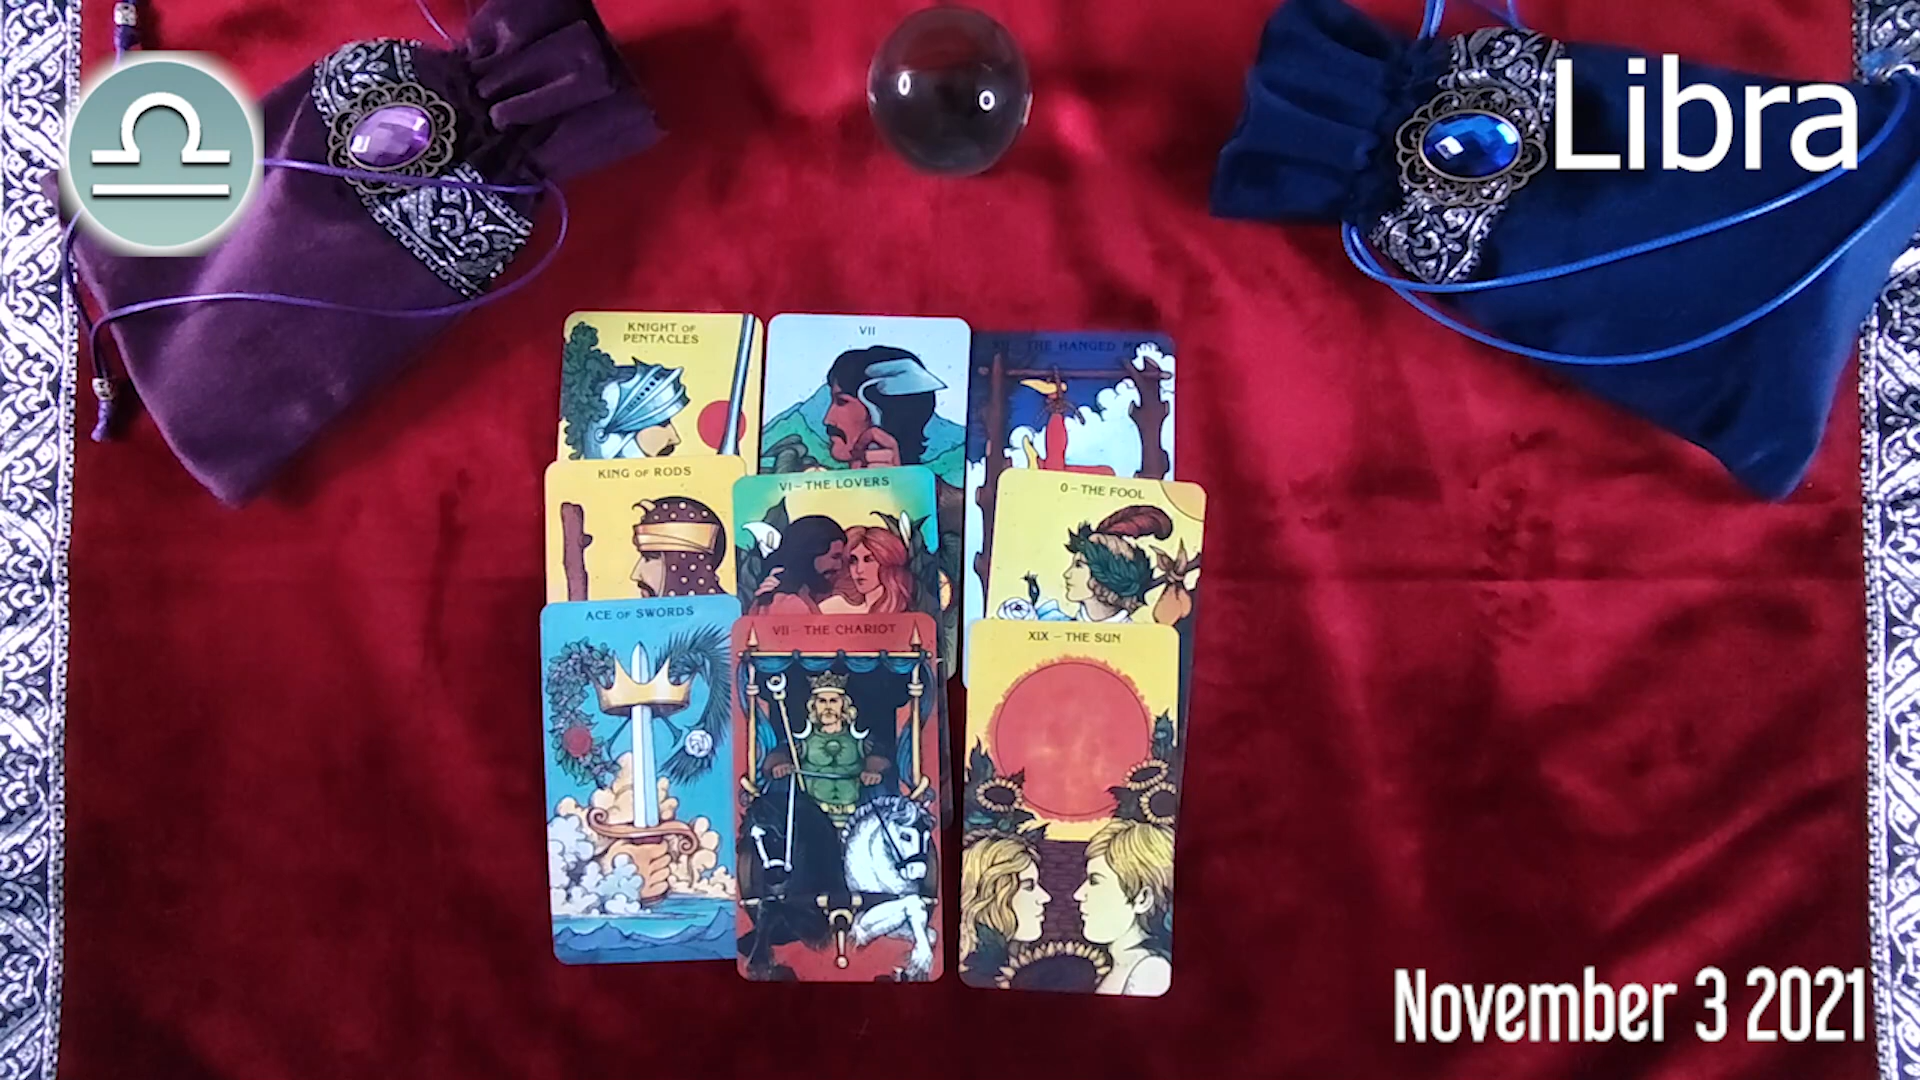 Libra
KNIGHT OF
PENTACLES
VII
XII - THE HANGED MAN
KING OF RODS
VI - THE LOVERS
0 - THE FOOL
ACE OF SWORDS
VII - THE CHARIOT
XIX - THE SUN
November 3 2021